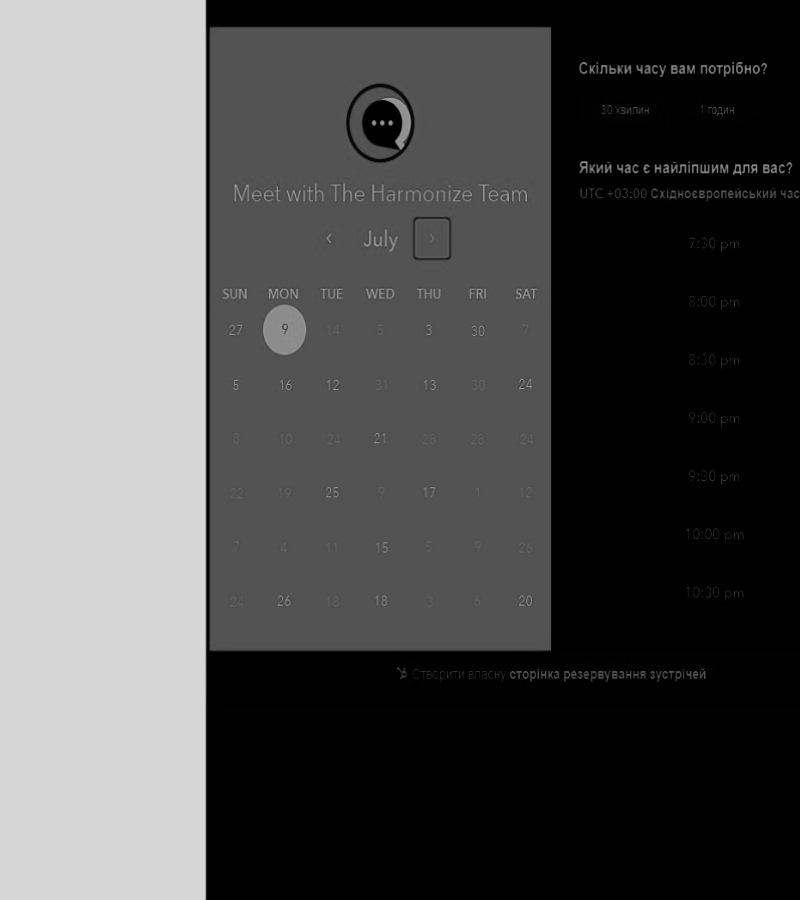 Meet with The Harmonize Team
July
SUN MON TUE WED THU FRI SAT
27 9 14 5 3 30 7
5 16 12 31 13 30 24
8 10 24 21 28 28 24
22 19 25 9 17 1 12
7 4 11 15 5 9 26
24 26 18 18 3 6 20
Скільки часу вам потрібно?
30 хвилин 1 годин
Який час є найліпшим для вас?
UTC +03:00 Східноєвропейський час
7:30 pm
8:00 pm
8:30 pm
9:00 pm
9:30 pm
10:00 pm
10:30 pm
Створити власну сторінка резервування зустрічей